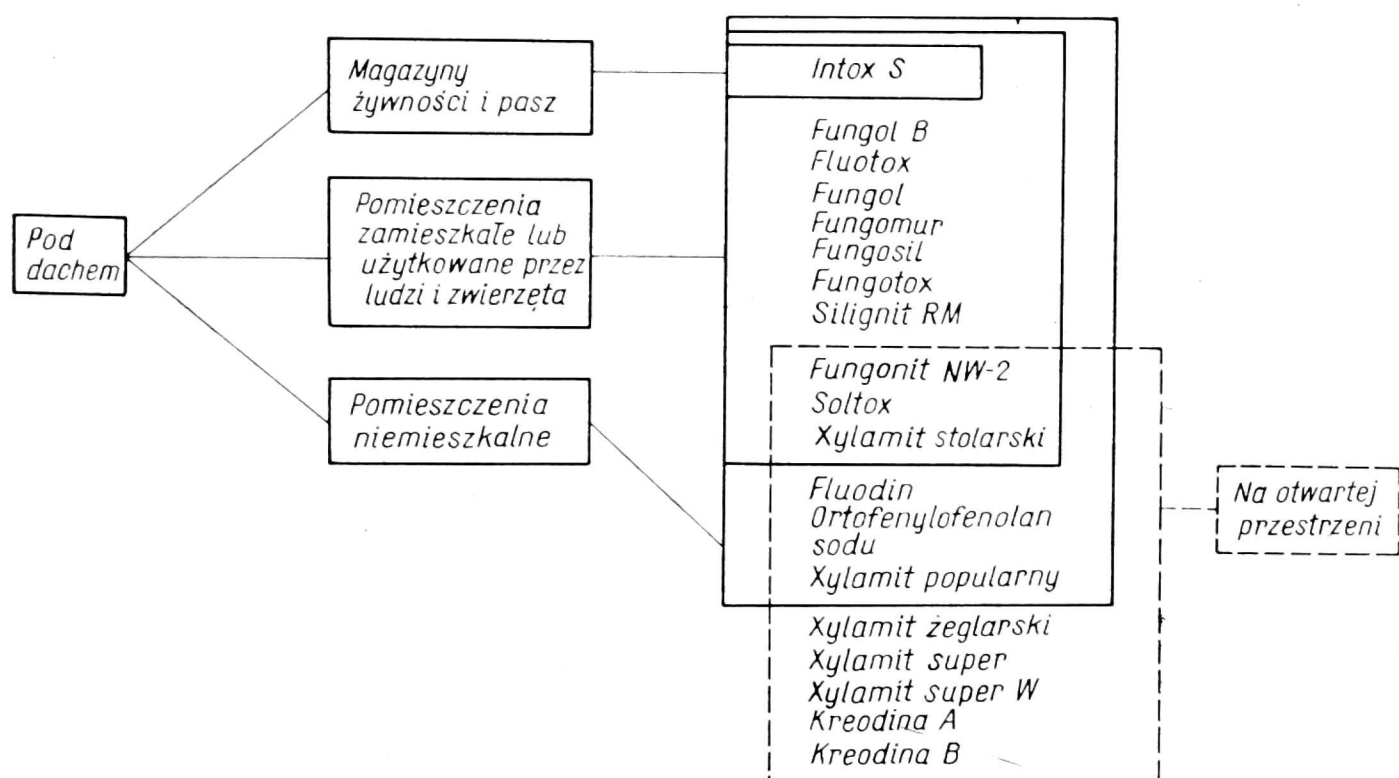 Pod
dachem
Magazyny
żywności i pasz
Pomieszczenia
zamieszkałe lub
użytkowane przez
ludzi i zwierzęta
Pomieszczenia
niemieszkalne
Intox S
Fungol B
Fluotox
Fungol
Fungomur
Fungosil
Fungotox
Silignit RM
Fungonit NW-2
Soltox
Xylamit stolarski
Fluodin
Ortofenylofenolan
sodu
Xylamit popularny
Xylamit żeglarski
Xylamit super
Xylamit super W
Kreodina A
Kreodina B
Na otwartej
przestrzeni